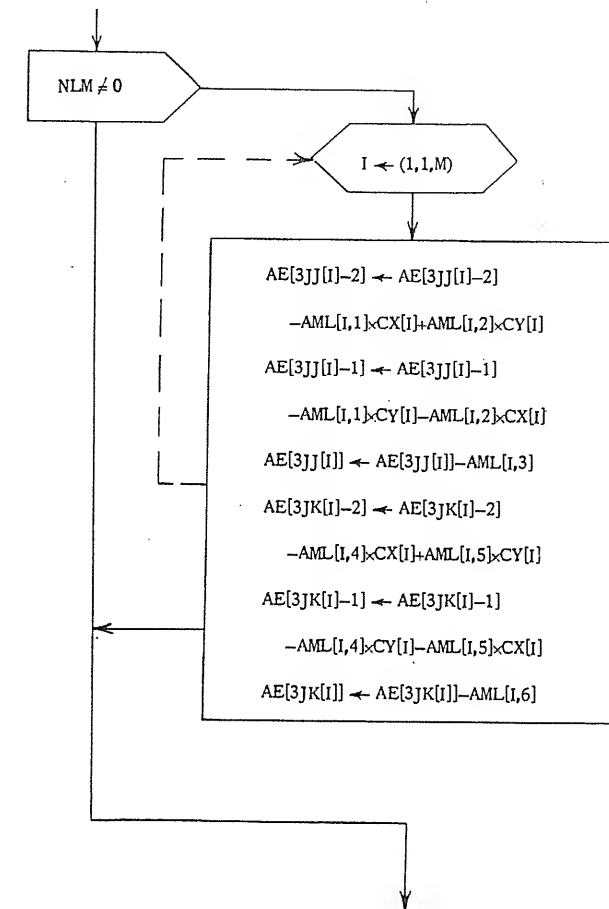 NLM ≠ 0
I ← (1,1,M)
AE[3JJ[I]−2] ← AE[3JJ[I]−2]
−AML[I,1]×CX[I]+AML[I,2]×CY[I]
AE[3JJ[I]−1] ← AE[3JJ[I]−1]
−AML[I,1]×CY[I]−AML[I,2]×CX[I]
AE[3JJ[I]] ← AE[3JJ[I]]−AML[I,3]
AE[3JK[I]−2] ← AE[3JK[I]−2]
−AML[I,4]×CX[I]+AML[I,5]×CY[I]
AE[3JK[I]−1] ← AE[3JK[I]−1]
−AML[I,4]×CY[I]−AML[I,5]×CX[I]
AE[3JK[I]] ← AE[3JK[I]]−AML[I,6]